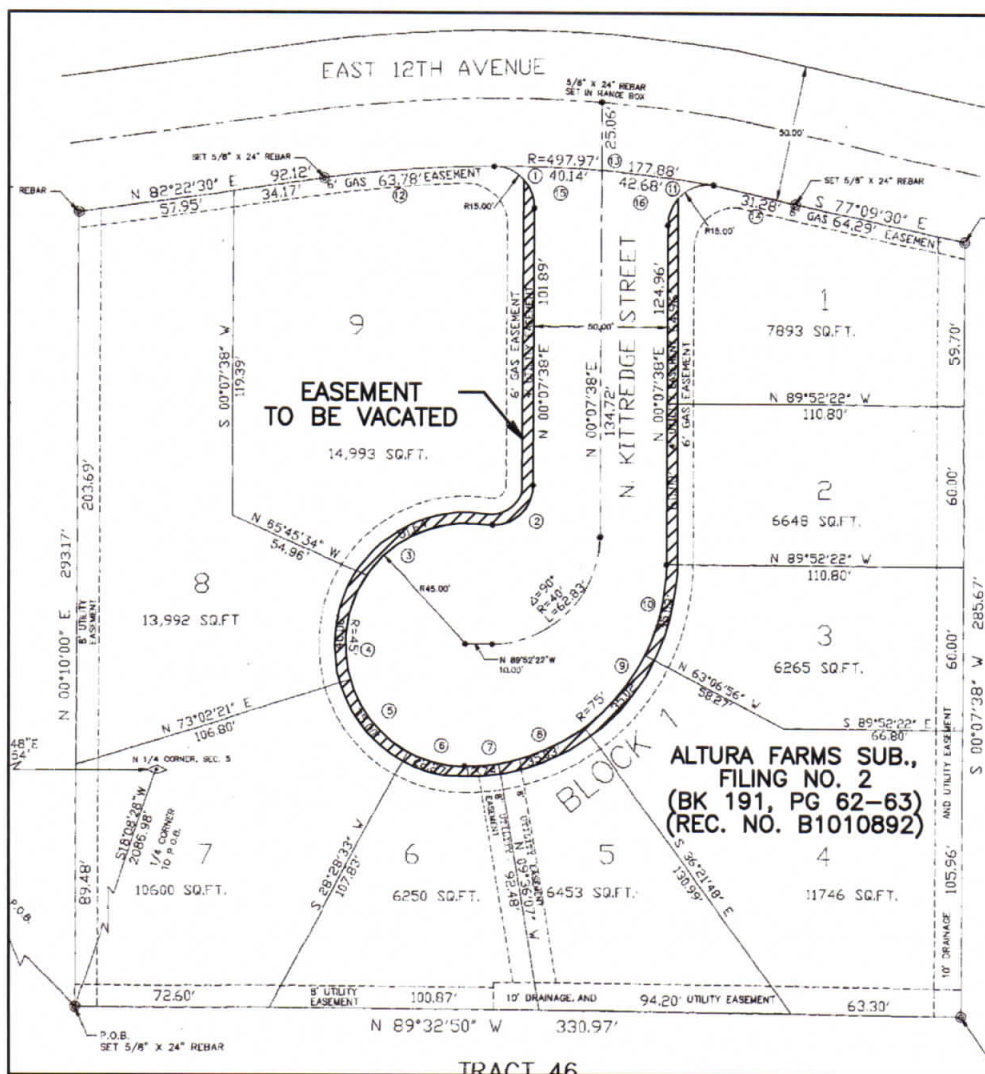 EAST 12TH AVENUE
5/8" X 24" REBAR
SET IN RANGE BOX
25.06'
50.00'
SET 5/8" X 24" REBAR
REBAR
N 82°22'30" E 92.12'
57.95' 34.17'
6' GAS 63.78' EASEMENT
12
R=497.97' 13 177.88'
1 40.14' 42.68' 11
15 16
R15.00'
R15.00'
SET 5/8" X 24" REBAR
31.28' S 77°09'30" E
14 6' GAS 64.29' EASEMENT
9
S 00°07'38" W
119.39'
EASEMENT
TO BE VACATED
14,993 SQ.FT.
6' GAS EASEMENT
N 00°07'38"E 101.89'
50.00'
N 00°07'38"E
134.72'
N. KITTREDGE STREET
N 00°07'38"E 124.96'
6' GAS EASEMENT
1
7893 SQ.FT.
59.70'
N 89°52'22" W
110.80'
2
6648 SQ.FT.
60.00'
N 89°52'22" W
110.80'
203.69'
N 00°10'00" E 293.17'
8' UTILITY
EASEMENT
N 65°45'34" W
54.96'
2
3
8
13,992 SQ.FT
R45.00'
R=45'
4
Δ=90°
R=40'
L=62.83'
N 89°52'22"W
10.00'
10
9
3
6265 SQ.FT.
60.00'
S 00°07'38" W 285.67'
N 63°06'56" W
58.27'
S 89°52'22" E
66.80'
N 73°02'21" E
106.80'
5
6
7
8
R=75'
BLOCK 1
ALTURA FARMS SUB.,
FILING NO. 2
(BK 191, PG 62-63)
(REC. NO. B1010892)
48"E
N 1/4 CORNER, SEC. 5
S18°08'28"W
2086.98'
1/4 CORNER
TO P.O.B.
89.48'
P.O.B.
7
10600 SQ.FT.
S 28°28'33" W
107.83'
6
6250 SQ.FT.
8' UTILITY
EASEMENT
8' UTILITY EASEMENT
N 09°36'07" W
92.48'
5
6453 SQ.FT.
S 36°21'48" E
130.99'
4
11746 SQ.FT.
10' DRAINAGE AND UTILITY EASEMENT
105.96'
72.60'
8' UTILITY
EASEMENT
100.87'
10' DRAINAGE, AND 94.20' UTILITY EASEMENT
63.30'
N 89°32'50" W 330.97'
P.O.B.
SET 5/8" X 24" REBAR
TRACT 46